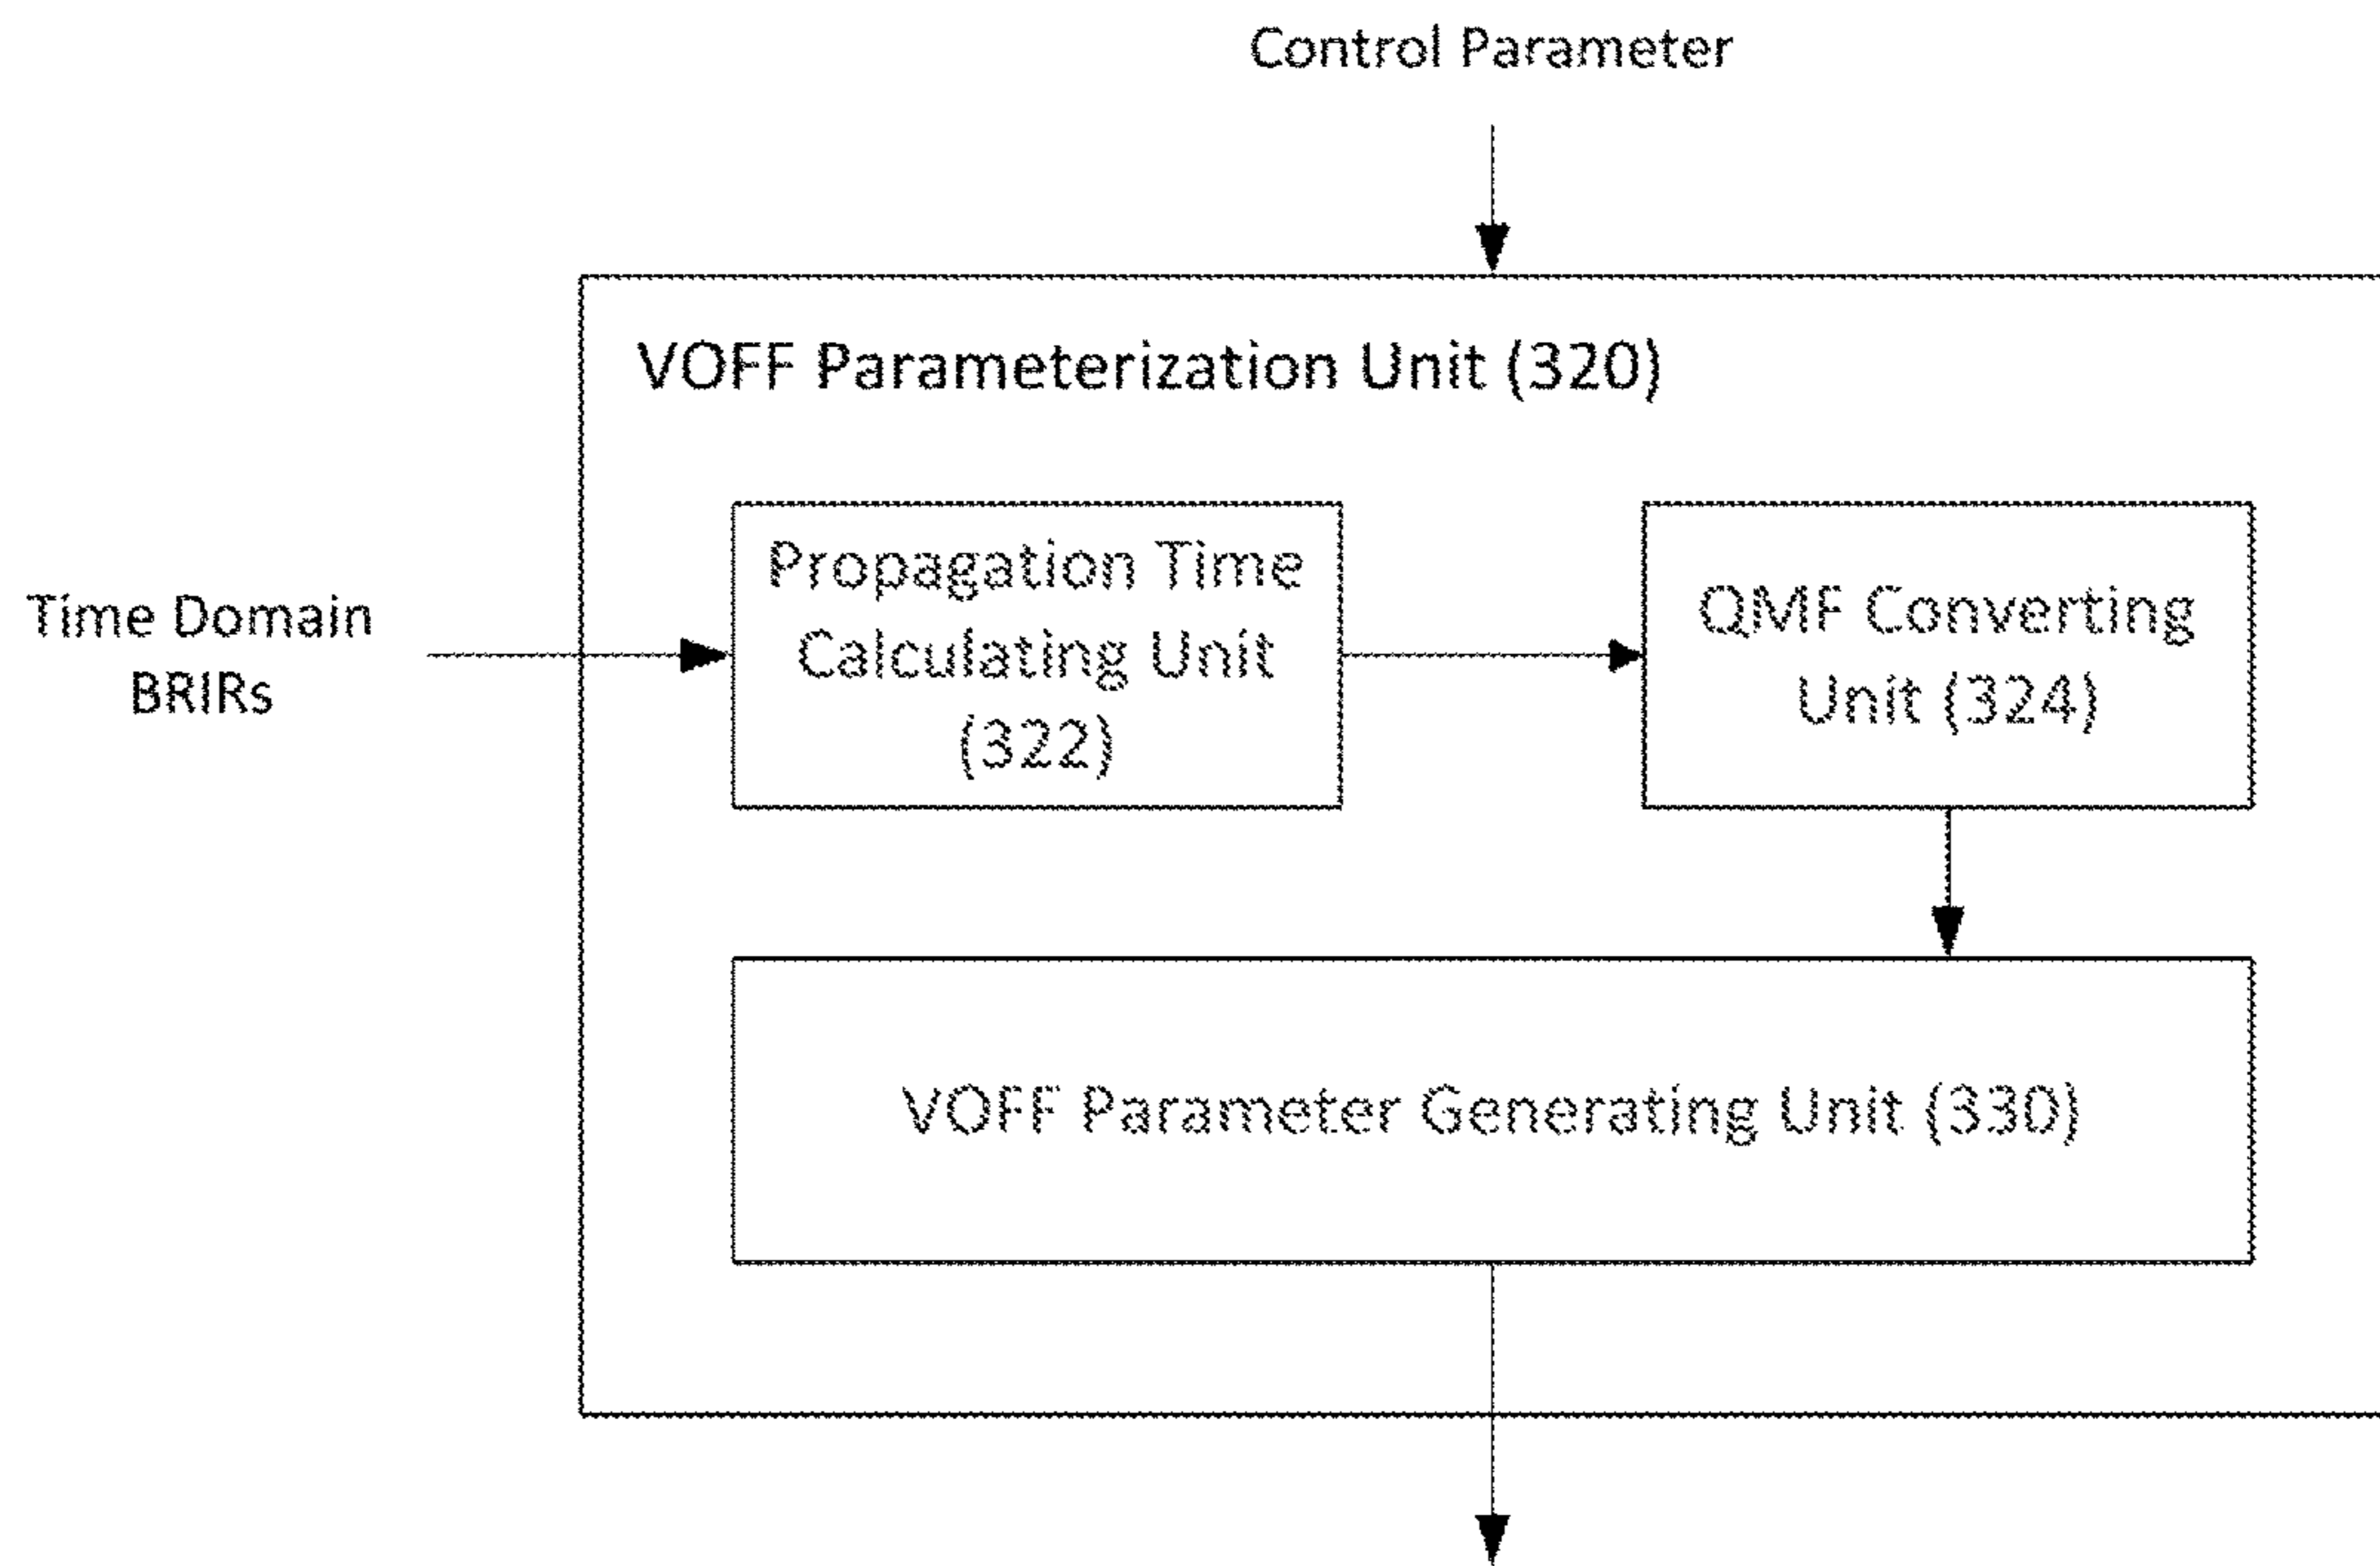 Control Parameter
VOFF Parameterization Unit (320)
Time Domain
BRIRs
Propagation Time
Calculating Unit
(322)
QMF Converting
Unit (324)
VOFF Parameter Generating Unit (330)